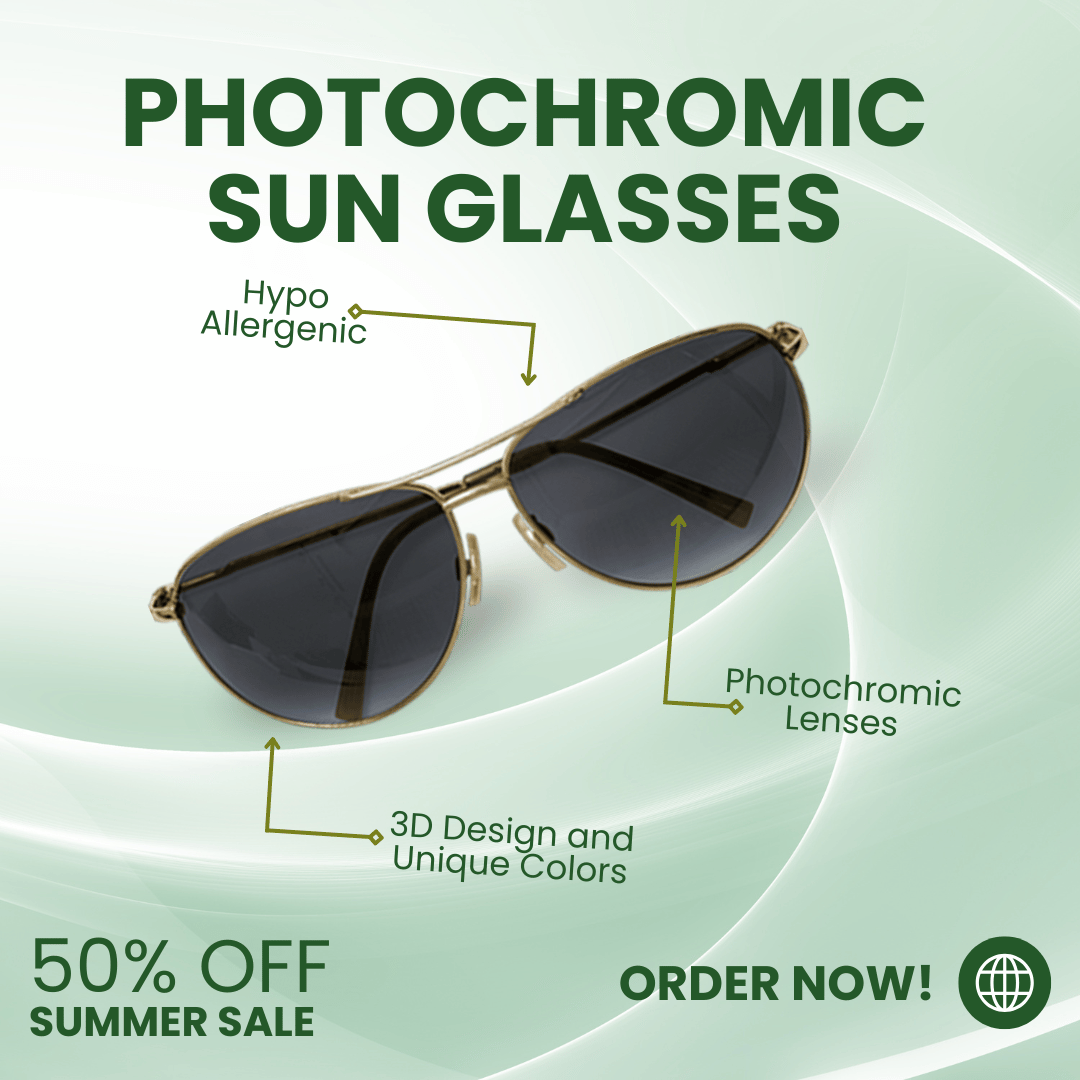 PHOTOCHROMIC
SUN GLASSES
Hypo
Allergenic
Photochromic
Lenses
3D Design and
Unique Colors
50% OFF
SUMMER SALE
ORDER NOW!